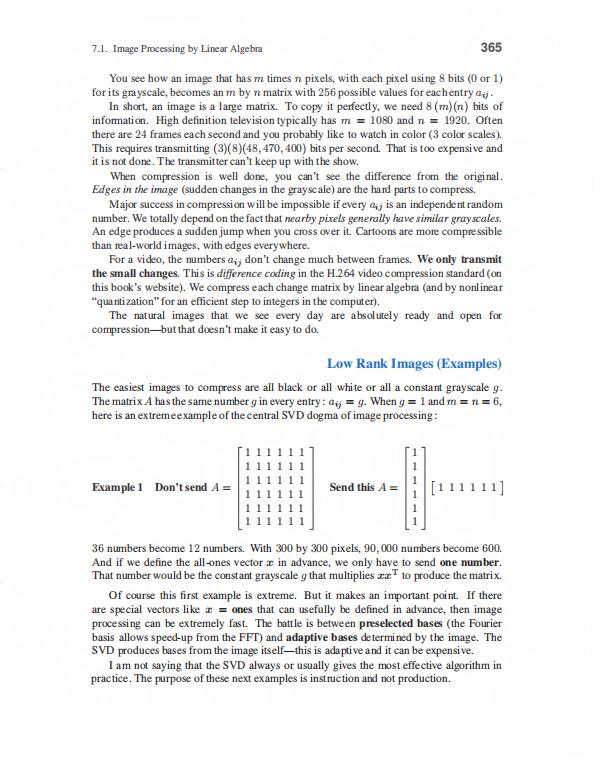 7.1. Image Processing by Linear Algebra 365
You see how an image that has m times n pixels, with each pixel using 8 bits (0 or 1)
for its grayscale, becomes an m by n matrix with 256 possible values for each entry aij.
In short, an image is a large matrix. To copy it perfectly, we need 8 (m)(n) bits of
information. High definition television typically has m = 1080 and n = 1920. Often
there are 24 frames each second and you probably like to watch in color (3 color scales).
This requires transmitting (3)(8)(48,470,400) bits per second. That is too expensive and
it is not done. The transmitter can't keep up with the show.
When compression is well done, you can't see the difference from the original.
Edges in the image (sudden changes in the grayscale) are the hard parts to compress.
Major success in compression will be impossible if every aij is an independent random
number. We totally depend on the fact that nearby pixels generally have similar grayscales.
An edge produces a sudden jump when you cross over it. Cartoons are more compressible
than real-world images, with edges everywhere.
For a video, the numbers aij don't change much between frames. We only transmit
the small changes. This is difference coding in the H.264 video compression standard (on
this book's website). We compress each change matrix by linear algebra (and by nonlinear
“quantization” for an efficient step to integers in the computer).
The natural images that we see every day are absolutely ready and open for
compression—but that doesn't make it easy to do.
Low Rank Images (Examples)
The easiest images to compress are all black or all white or all a constant grayscale g.
The matrix A has the same number g in every entry: aij = g. When g = 1 and m = n = 6,
here is an extreme example of the central SVD dogma of image processing:
1 1 1 1 1 1 1
1 1 1 1 1 1 1
1 1 1 1 1 1 1
Example 1 Don't send A = Send this A = [1 1 1 1 1 1]
1 1 1 1 1 1 1
1 1 1 1 1 1 1
1 1 1 1 1 1 1
36 numbers become 12 numbers. With 300 by 300 pixels, 90,000 numbers become 600.
And if we define the all-ones vector x in advance, we only have to send one number.
That number would be the constant grayscale g that multiplies xxᵀ to produce the matrix.
Of course this first example is extreme. But it makes an important point. If there
are special vectors like x = ones that can usefully be defined in advance, then image
processing can be extremely fast. The battle is between preselected bases (the Fourier
basis allows speed-up from the FFT) and adaptive bases determined by the image. The
SVD produces bases from the image itself—this is adaptive and it can be expensive.
I am not saying that the SVD always or usually gives the most effective algorithm in
practice. The purpose of these next examples is instruction and not production.